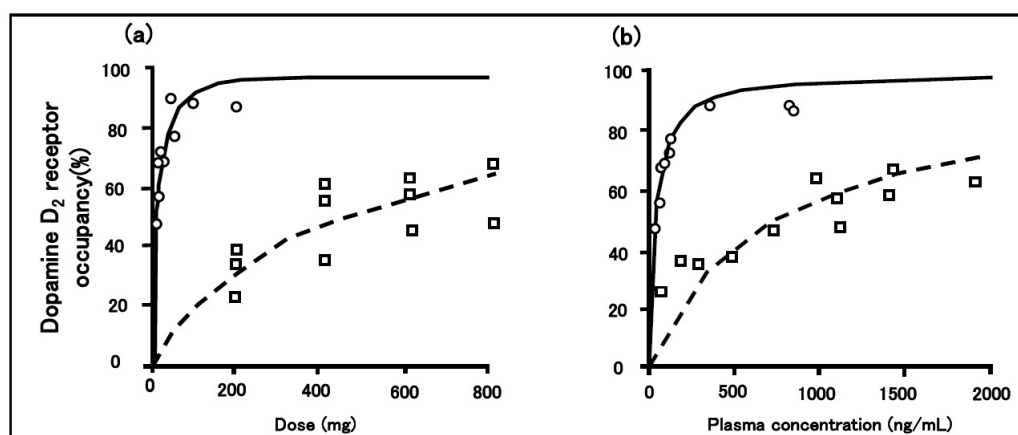 (a)
(b)
Dopamine D₂ receptor
occupancy(%)
100
80
60
40
20
0
0 200 400 600 800
Dose (mg)
100
80
60
40
20
0
0 500 1000 1500 2000
Plasma concentration (ng/mL)